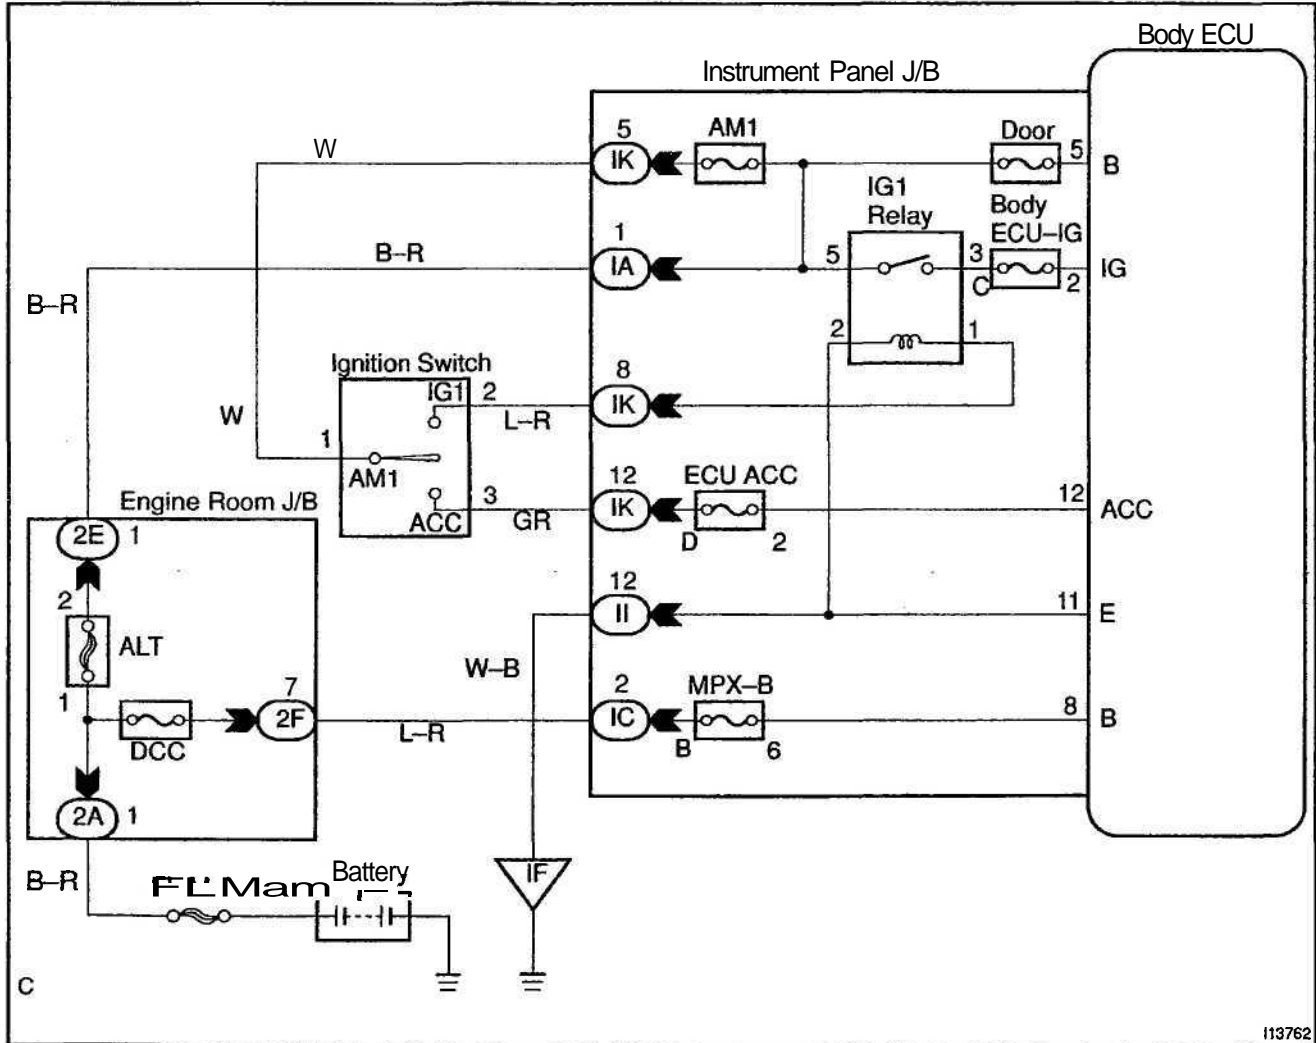 Body ECU
Instrument Panel J/B
5
AM1
Door
W
IK
5
B
IG1
Relay
Body
ECU–IG
1
B–R
IA
5
3
C
2
IG
B–R
2
1
Ignition Switch
IG1
2
8
L–R
IK
W
1
AM1
12
ECU ACC
12
ACC
3
GR
IK
D
2
ACC
Engine Room J/B
2E
1
12
II
11
E
2
ALT
W–B
1
7
2
MPX–B
8
B
2F
L–R
IC
B
6
DCC
2A
1
B–R
FL Mam
Battery
IF
C
I13762